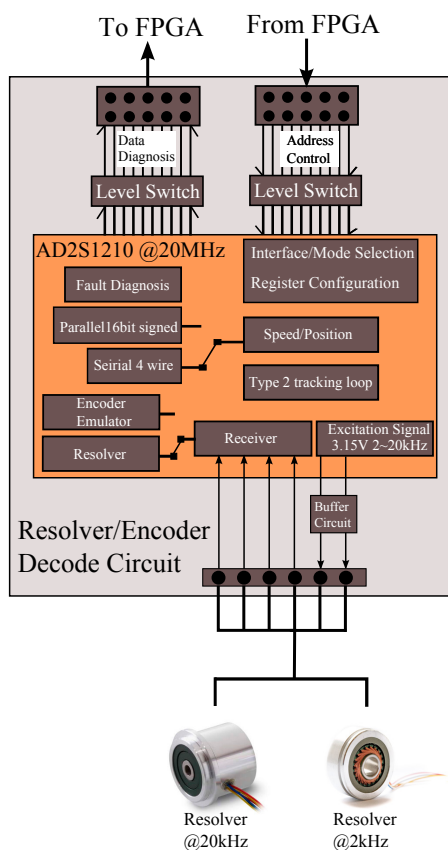 To FPGA
From FPGA
Data
Diagnosis
Address
Control
Level Switch
Level Switch
AD2S1210 @20MHz
Interface/Mode Selection
Register Configuration
Fault Diagnosis
Parallel16bit signed
Speed/Position
Seirial 4 wire
Type 2 tracking loop
Encoder
Emulator
Receiver
Excitation Signal
3.15V 2~20kHz
Resolver
Buffer
Circuit
Resolver/Encoder
Decode Circuit
Resolver
@20kHz
Resolver
@2kHz